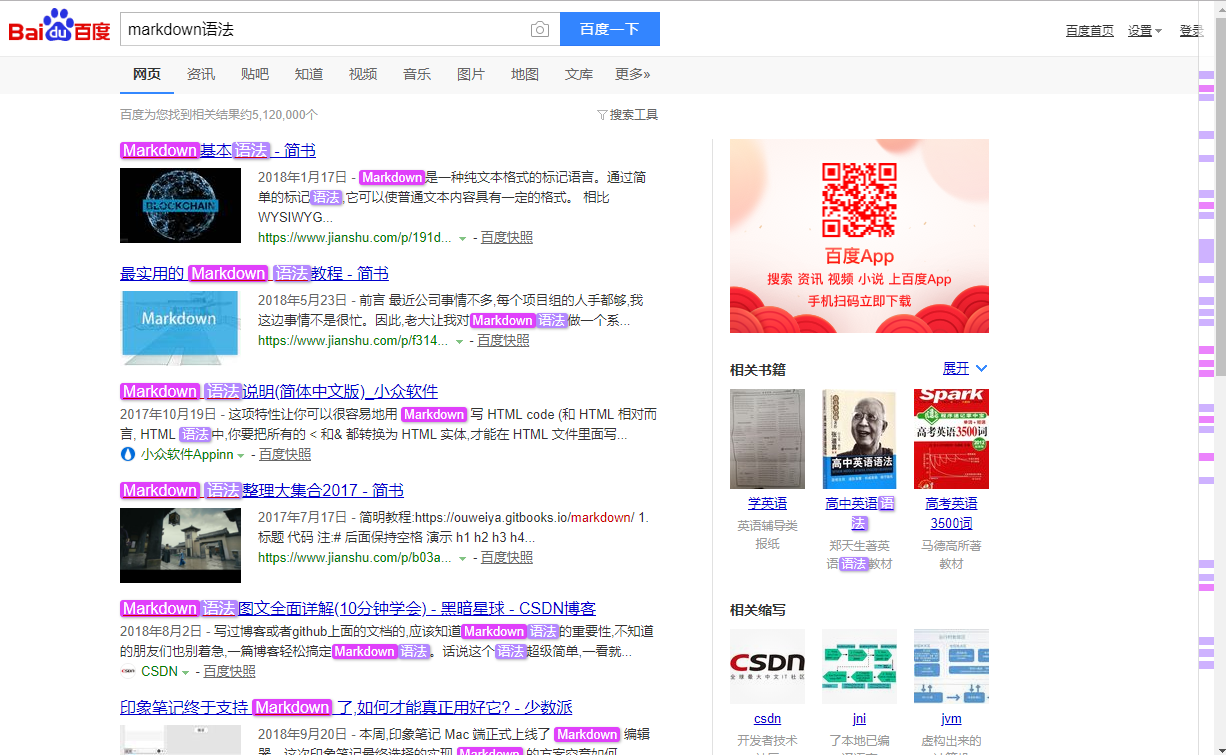 Bai du 百度
markdown语法
百度一下
百度首页 设置 登录
网页 资讯 贴吧 知道 视频 音乐 图片 地图 文库 更多»
百度为您找到相关结果约5,120,000个
搜索工具
Markdown基本语法 - 简书
BLOCKCHAIN
2018年1月17日 - Markdown是一种纯文本格式的标记语言。通过简
单的标记语法,它可以使普通文本内容具有一定的格式。 相比
WYSIWYG...
https://www.jianshu.com/p/191d... - 百度快照
最实用的 Markdown 语法教程 - 简书
Markdown
2018年5月23日 - 前言 最近公司事情不多,每个项目组的人手都够,我
这边事情不是很忙。因此,老大让我对Markdown语法做一个系...
https://www.jianshu.com/p/f314... - 百度快照
Markdown 语法说明(简体中文版)_小众软件
2017年10月19日 - 这项特性让你可以很容易地用 Markdown 写 HTML code (和 HTML 相对而
言, HTML 语法中,你要把所有的 < 和& 都转换为 HTML 实体,才能在 HTML 文件里面写...
小众软件Appinn - 百度快照
Markdown 语法整理大集合2017 - 简书
2017年7月17日 - 简明教程:https://ouweiya.gitbooks.io/markdown/ 1.
标题 代码 注:# 后面保持空格 演示 h1 h2 h3 h4...
https://www.jianshu.com/p/b03a... - 百度快照
Markdown语法图文全面详解(10分钟学会) - 黑暗星球 - CSDN博客
2018年8月2日 - 写过博客或者github上面的文档的,应该知道Markdown语法的重要性,不知道
的朋友们也别着急,一篇博客轻松搞定Markdown语法。话说这个语法超级简单,一看就...
CSDN - 百度快照
印象笔记终于支持 Markdown 了,如何才能真正用好它? - 少数派
2018年9月20日 - 本周,印象笔记 Mac 端正式上线了 Markdown 编辑
器。这次印象笔记最终选择的实现 Markdown 的方案究竟如何
百度App
搜索 资讯 视频 小说 上百度App
手机扫码立即下载
相关书籍
展开
高中英语语法
Spark
高考英语3500词
学英语
英语辅导类
报纸
高中英语语
法
郑天生著英
语语法教材
高考英语
3500词
马德高所著
教材
相关缩写
CSDN
全球最大中文IT社区
csdn
开发者技术
jni
了本地已编
jvm
虚构出来的